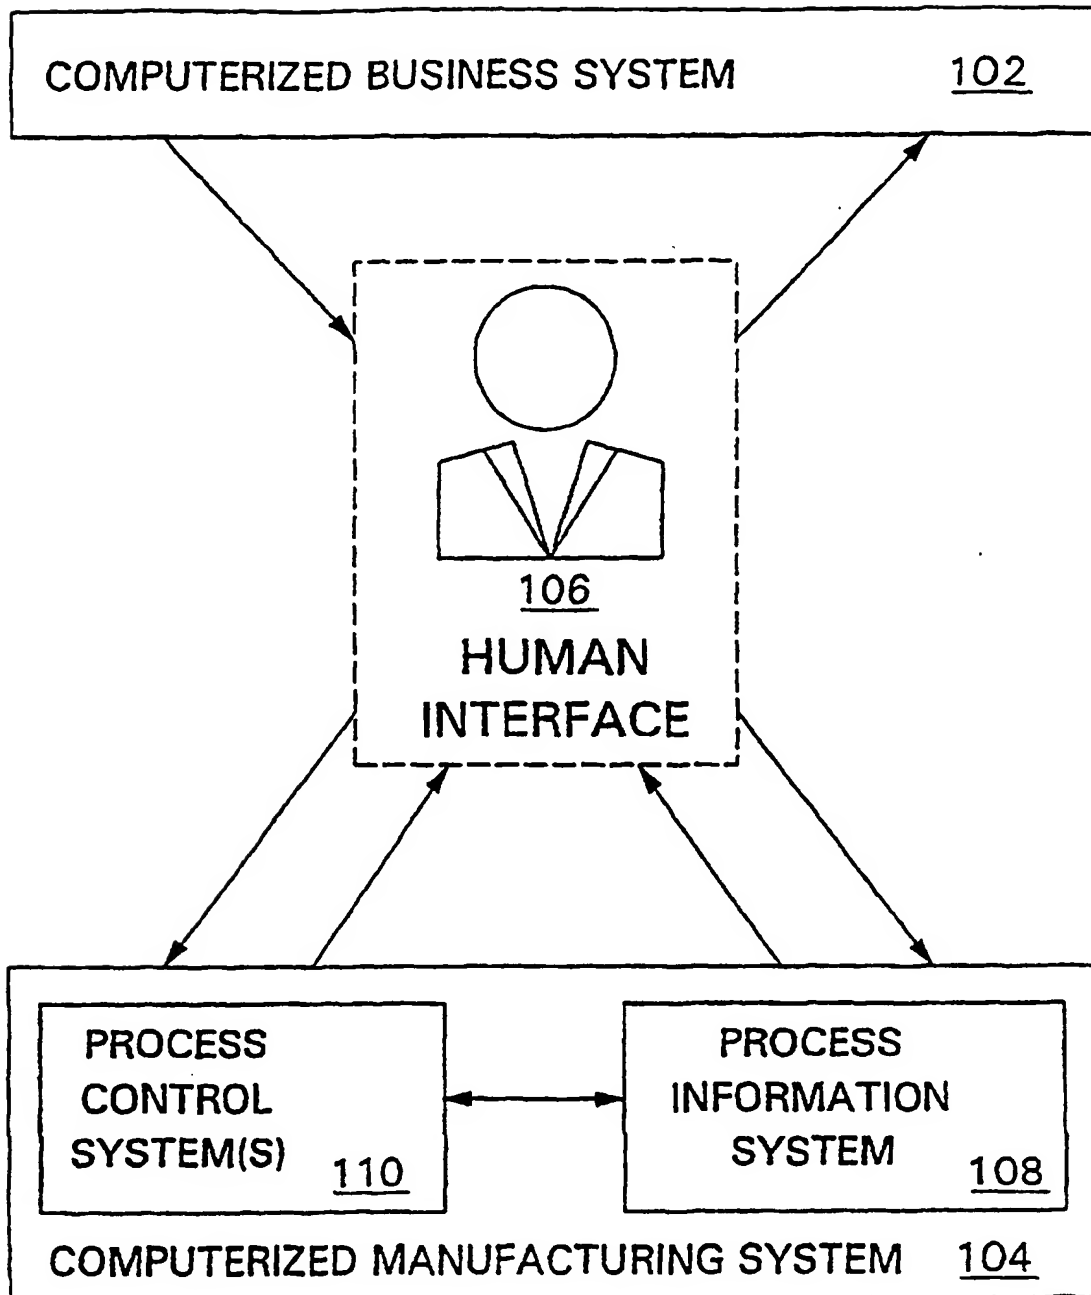 COMPUTERIZED BUSINESS SYSTEM 102
106
HUMAN
INTERFACE
PROCESS
CONTROL
SYSTEM(S) 110
PROCESS
INFORMATION
SYSTEM 108
COMPUTERIZED MANUFACTURING SYSTEM 104